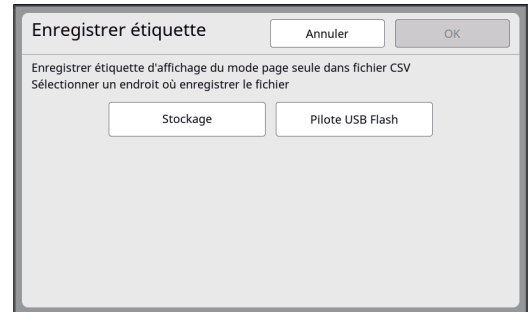 Enregistrer étiquette
Annuler
OK
Enregistrer étiquette d'affichage du mode page seule dans fichier CSV
Sélectionner un endroit où enregistrer le fichier
Stockage
Pilote USB Flash